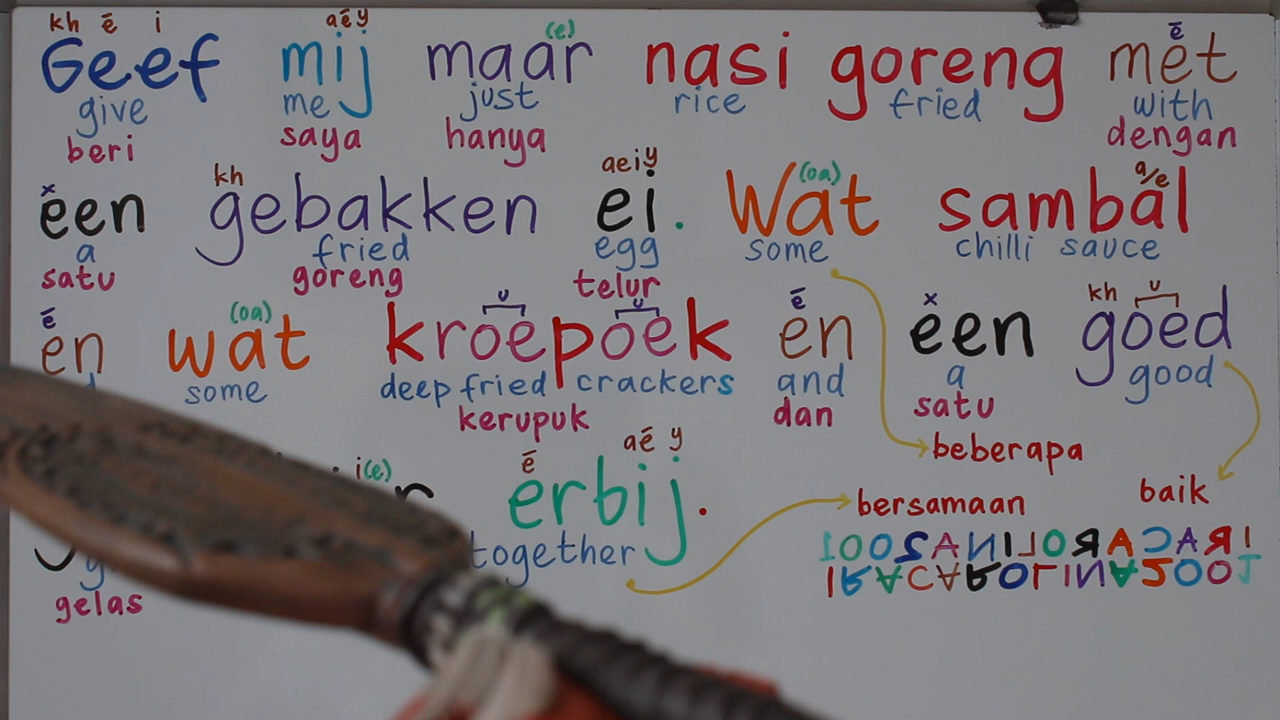 kh ē i aéy (e) ē
Geef mij maar nasi goreng met
give me just rice fried with
beri saya hanya dengan
x kh aeiy (oa) a/e
een gebakken ei. Wat sambal
a fried egg some chilli sauce
satu goreng telur
ē (oa) u u ē x kh u
en wat kroepoek en een goed
some deep fried crackers and a good
kerupuk dan satu
beberapa
i(e) ē aé y
r erbij.
bersamaan baik
together
gelas
IRACAROLINASOOI
IRACAROLINASOOJ